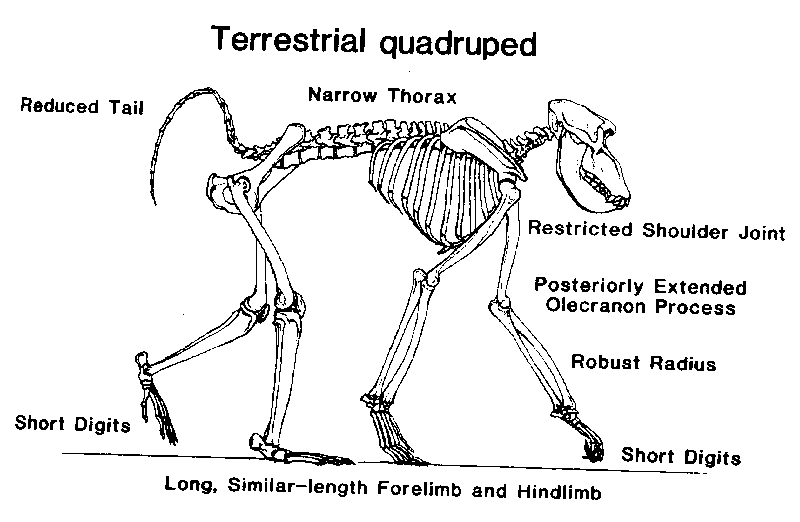 Terrestrial quadruped
Reduced Tail
Narrow Thorax
Restricted Shoulder Joint
Posteriorly Extended
Olecranon Process
Robust Radius
Short Digits
Short Digits
Long, Similar-length Forelimb and Hindlimb